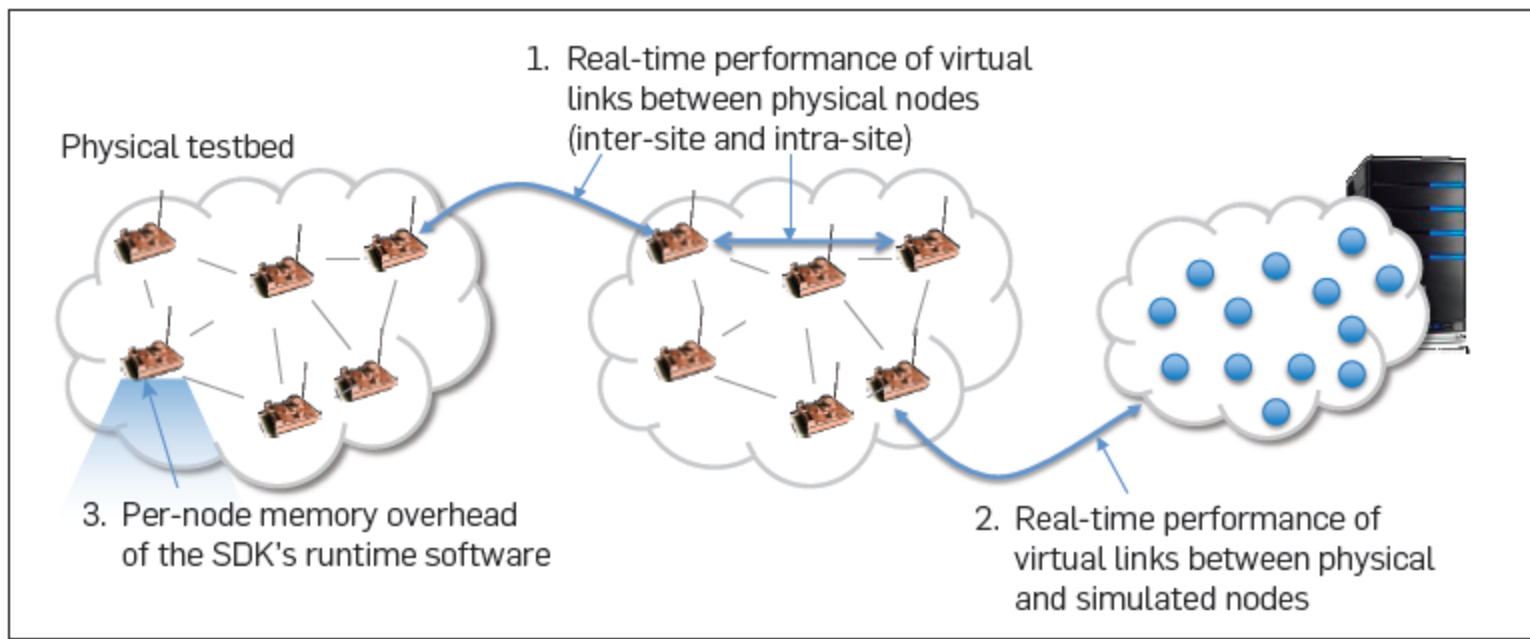 1. Real-time performance of virtual
links between physical nodes
(inter-site and intra-site)
Physical testbed
3. Per-node memory overhead
of the SDK's runtime software
2. Real-time performance of
virtual links between physical
and simulated nodes